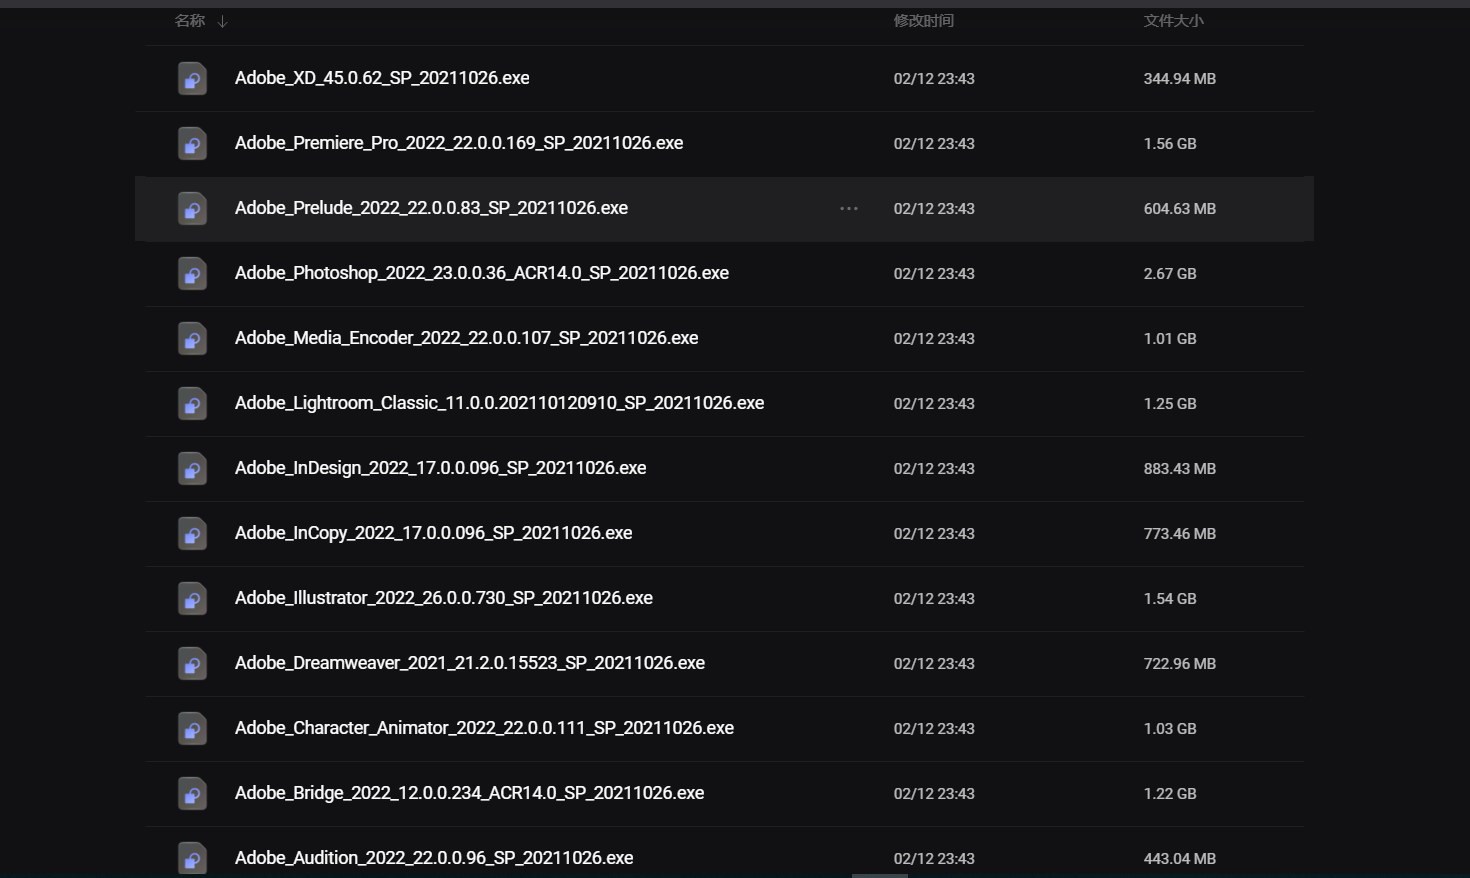 名称 ↓ 修改时间 文件大小
Adobe_XD_45.0.62_SP_20211026.exe 02/12 23:43 344.94 MB
Adobe_Premiere_Pro_2022_22.0.0.169_SP_20211026.exe 02/12 23:43 1.56 GB
Adobe_Prelude_2022_22.0.0.83_SP_20211026.exe ••• 02/12 23:43 604.63 MB
Adobe_Photoshop_2022_23.0.0.36_ACR14.0_SP_20211026.exe 02/12 23:43 2.67 GB
Adobe_Media_Encoder_2022_22.0.0.107_SP_20211026.exe 02/12 23:43 1.01 GB
Adobe_Lightroom_Classic_11.0.0.202110120910_SP_20211026.exe 02/12 23:43 1.25 GB
Adobe_InDesign_2022_17.0.0.096_SP_20211026.exe 02/12 23:43 883.43 MB
Adobe_InCopy_2022_17.0.0.096_SP_20211026.exe 02/12 23:43 773.46 MB
Adobe_Illustrator_2022_26.0.0.730_SP_20211026.exe 02/12 23:43 1.54 GB
Adobe_Dreamweaver_2021_21.2.0.15523_SP_20211026.exe 02/12 23:43 722.96 MB
Adobe_Character_Animator_2022_22.0.0.111_SP_20211026.exe 02/12 23:43 1.03 GB
Adobe_Bridge_2022_12.0.0.234_ACR14.0_SP_20211026.exe 02/12 23:43 1.22 GB
Adobe_Audition_2022_22.0.0.96_SP_20211026.exe 02/12 23:43 443.04 MB